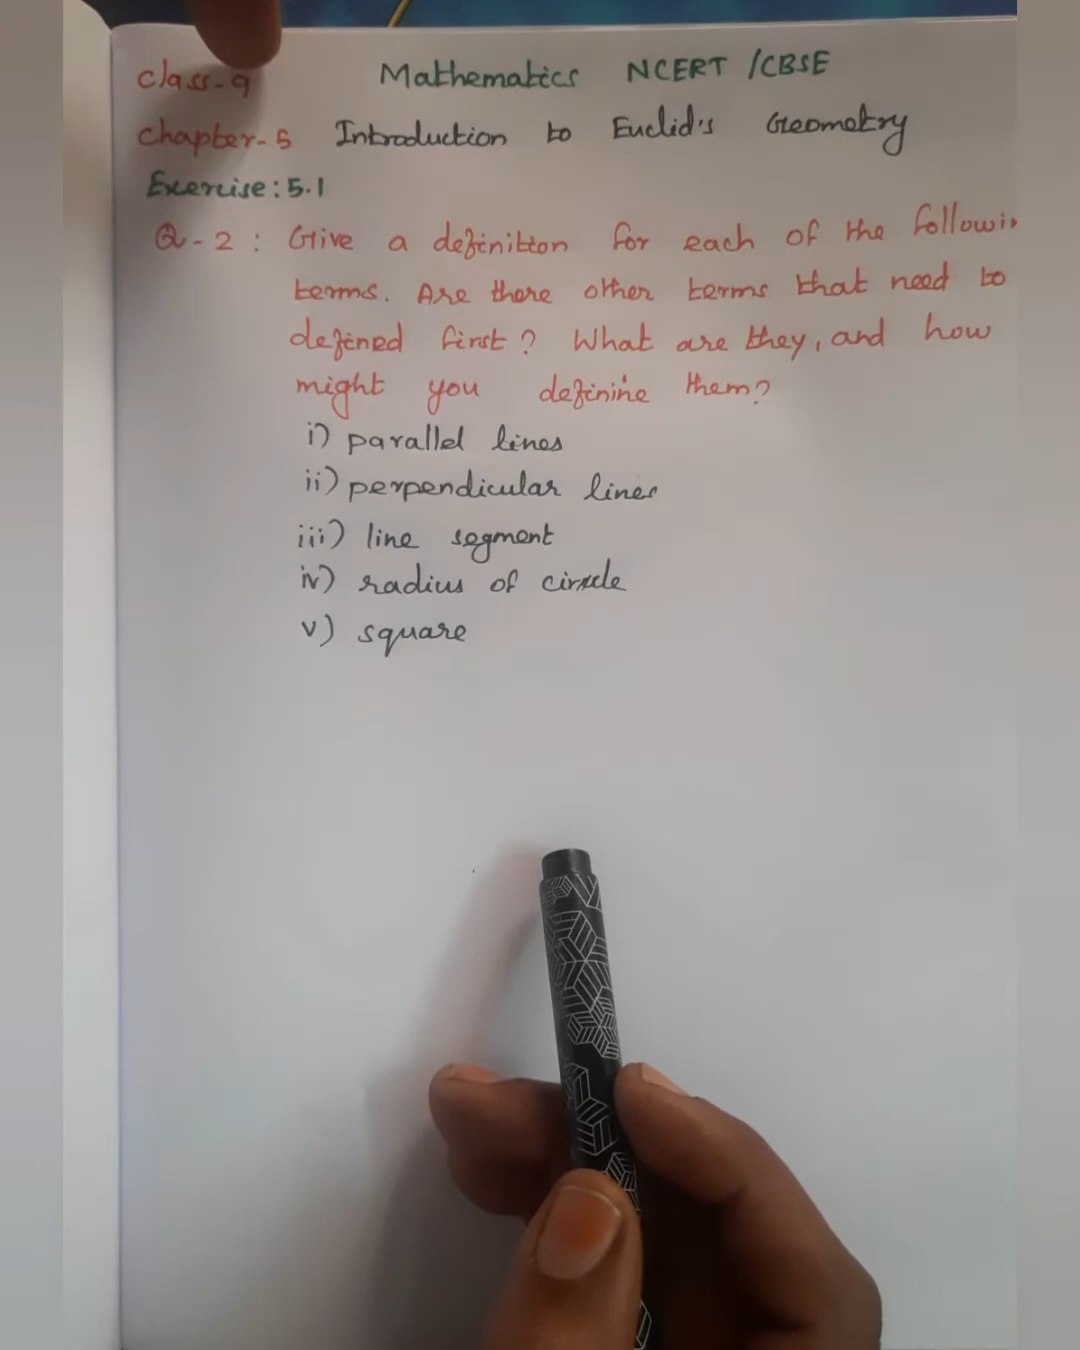 Class-9 Mathematics NCERT /CBSE
Chapter-5 Introduction to Euclid's Geometry
Exercise: 5.1
Q-2: Give a definition for each of the followin
terms. Are there other terms that need to
defined first? What are they, and how
might you definine them?
i) parallel lines
ii) perpendicular lines
iii) line segment
iv) radius of circle
v) square